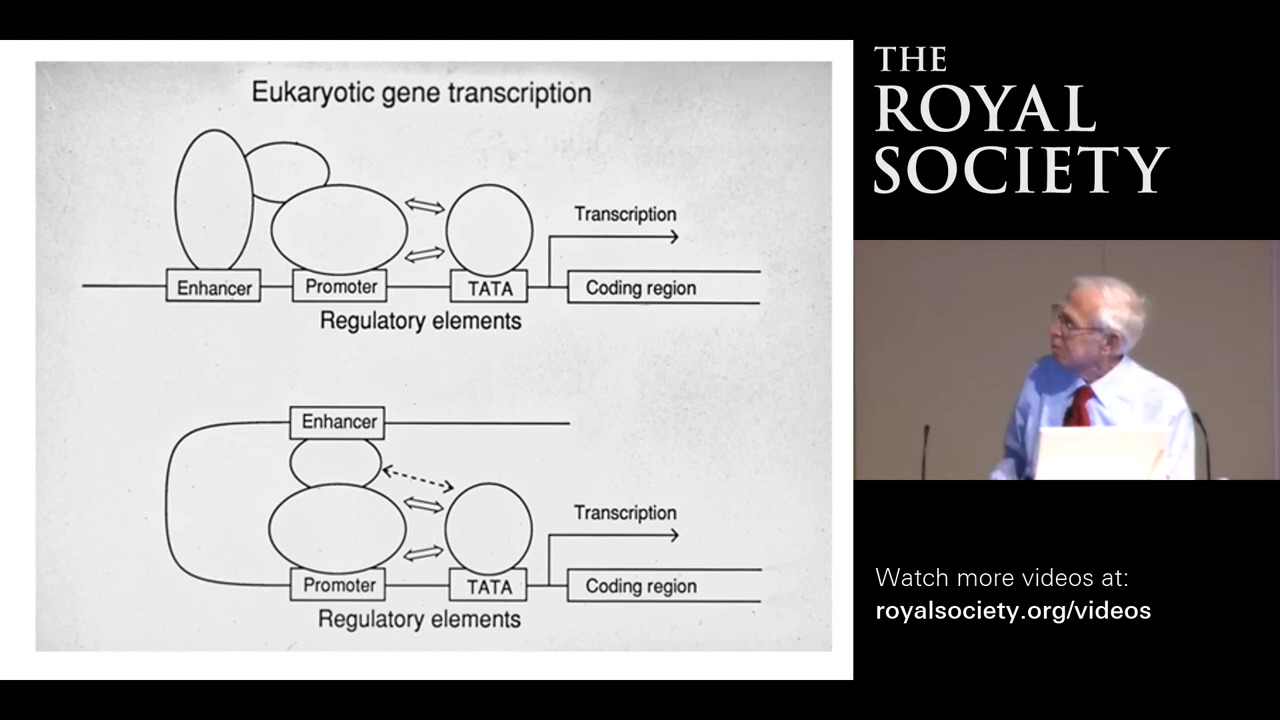 Eukaryotic gene transcription
Transcription
Enhancer
Promoter
TATA
Coding region
Regulatory elements
Enhancer
Transcription
Promoter
TATA
Coding region
Regulatory elements
THE
ROYAL
SOCIETY
Watch more videos at:
royalsociety.org/videos